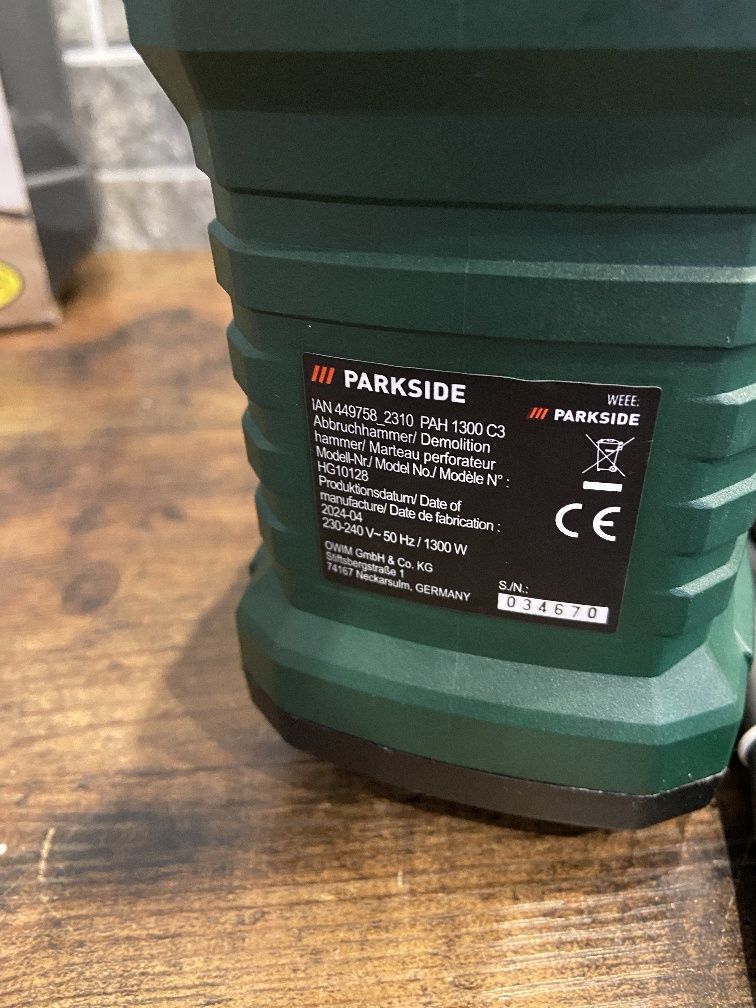 PARKSIDE
IAN 449758_2310 PAH 1300 C3
Abbruchhammer/ Demolition
hammer/ Marteau perforateur
Modell-Nr./ Model No./ Modèle N° :
HG10128
Produktionsdatum/ Date of
manufacture/ Date de fabrication :
2024-04
230-240 V~ 50 Hz / 1300 W
OWIM GmbH & Co. KG
Stiftsbergstraße 1
74167 Neckarsulm, GERMANY
WEEE:
PARKSIDE
CE
S./N.:
034670